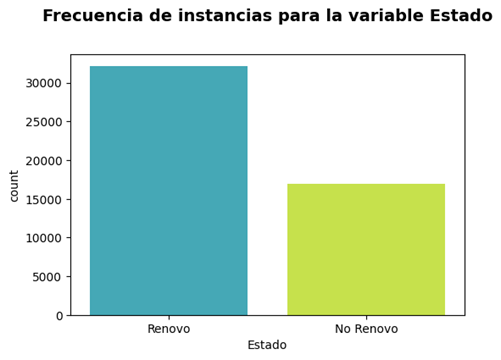 Frecuencia de instancias para la variable Estado
30000
25000
20000
15000
10000
5000
0
count
Renovo
No Renovo
Estado